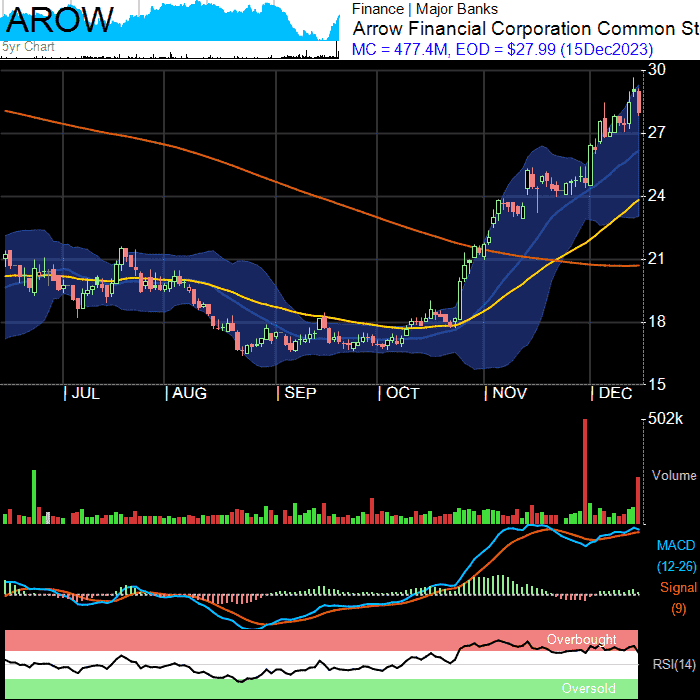 AROW
5yr Chart
Finance | Major Banks
Arrow Financial Corporation Common St
MC = 477.4M, EOD = $27.99 (15Dec2023)
30
27
24
21
18
15
| JUL | AUG | SEP | OCT | NOV | DEC
502k
Volume
MACD
(12-26)
Signal
(9)
Overbought
RSI(14)
Oversold